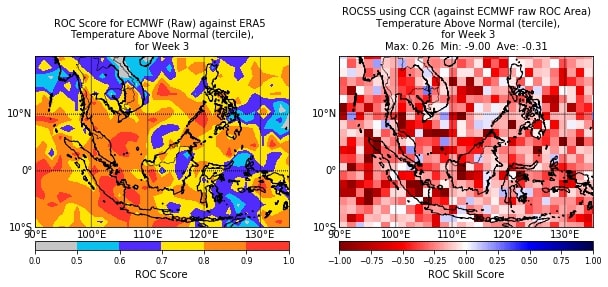 ROC Score for ECMWF (Raw) against ERA5
Temperature Above Normal (tercile),
for Week 3
10°N
0°
10°S
90°E 100°E 110°E 120°E 130°E
0.0 0.5 0.6 0.7 0.8 0.9 1.0
ROC Score
ROCSS using CCR (against ECMWF raw ROC Area)
Temperature Above Normal (tercile),
for Week 3
Max: 0.26 Min: -9.00 Ave: -0.31
10°N
0°
10°S
90°E 100°E 110°E 120°E 130°E
−1.00 −0.75 −0.50 −0.25 0.00 0.25 0.50 0.75 1.00
ROC Skill Score